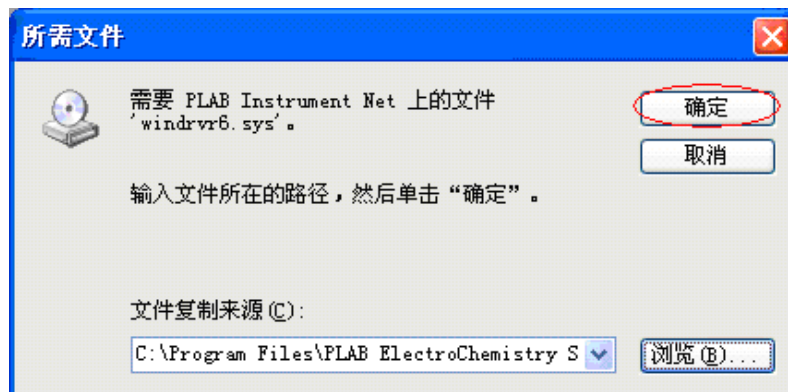 所需文件
需要 PLAB Instrument Net 上的文件
'windrvr6.sys'。
确定
取消
输入文件所在的路径，然后单击“确定”。
文件复制来源(C):
C:\Program Files\PLAB ElectroChemistry S
浏览(B)...